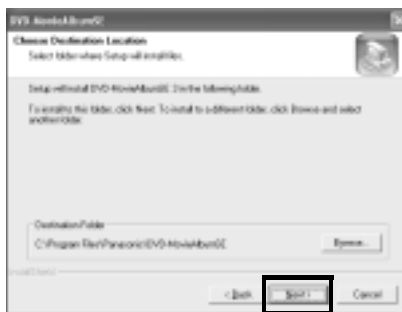 DVD-MovieAlbumSE
Choose Destination Location
Select folder where Setup will install files.
Setup will install DVD-MovieAlbumSE 3 in the following folder.
To install to this folder, click Next. To install to a different folder, click Browse and select
another folder.
Destination Folder
C:\Program Files\Panasonic\DVD-MovieAlbumSE
Browse...
InstallShield
< Back
Next >
Cancel